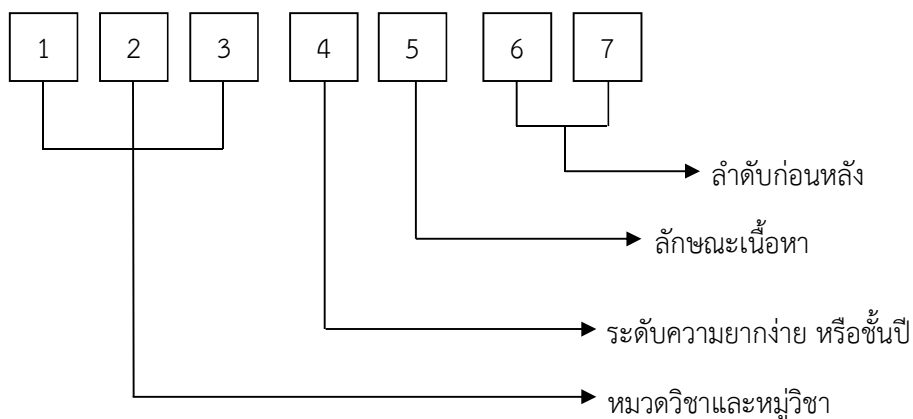 1 2 3 4 5 6 7
ลำดับก่อนหลัง
ลักษณะเนื้อหา
ระดับความยากง่าย หรือชั้นปี
หมวดวิชาและหมู่วิชา